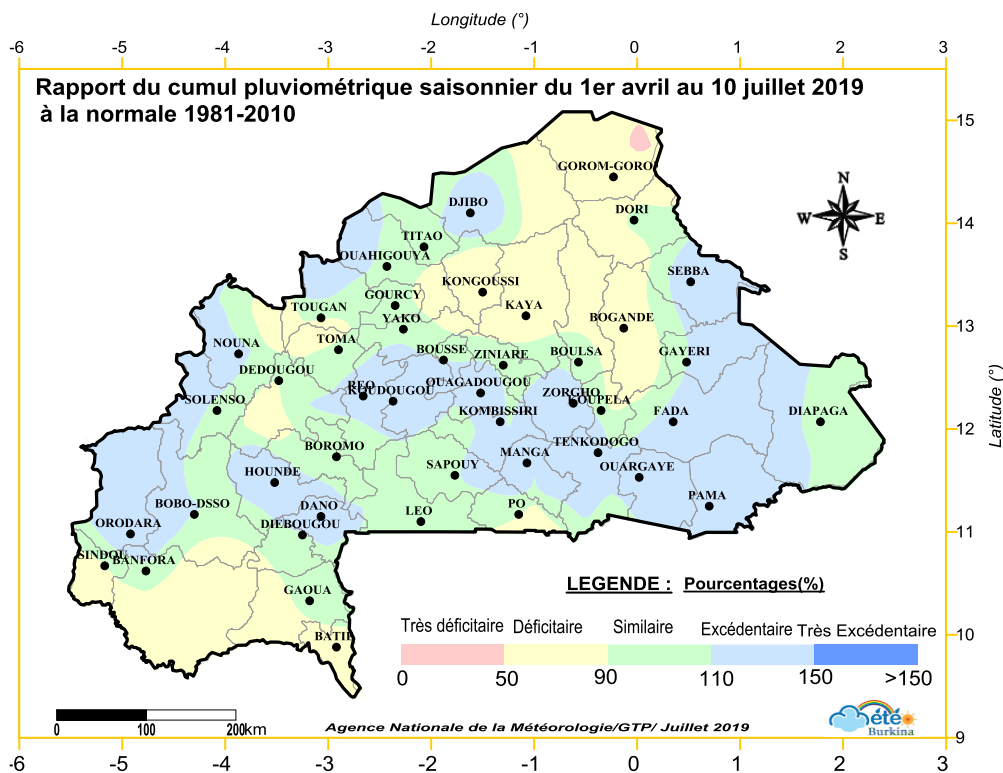 Longitude (°)
-6 -5 -4 -3 -2 -1 0 1 2 3
Rapport du cumul pluviométrique saisonnier du 1er avril au 10 juillet 2019
à la normale 1981-2010
15
GOROM-GORO
N
DJIBO
DORI
W E
14
TITAO
S
OUAHIGOUYA
SEBBA
KONGOUSSI
GOURCY
TOUGAN
KAYA
YAKO
BOGANDE
13
NOUNA
TOMA
BOUSSE
ZINIARE
BOULSA
GAYERI
DEDOUGOU
REO
KOUDOUGOU
OUAGADOUGOU
ZORGHO
SOLENSO
KOMBISSIRI
KOUPELA
FADA
DIAPAGA
Latitude (°)
12
BOROMO
TENKODOGO
HOUNDE
SAPOUY
MANGA
OUARGAYE
PAMA
BOBO-DSSO
DANO
LEO
PO
ORODARA
DIEBOUGOU
11
SINDOU
BANFORA
GAOUA
LEGENDE : Pourcentages(%)
Très déficitaire Déficitaire Similaire Excédentaire Très Excédentaire
BATIE
10
0 50 90 110 150 >150
0 100 200km
Agence Nationale de la Météorologie/GTP/ Juillet 2019
été
Burkina
9
-6 -5 -4 -3 -2 -1 0 1 2 3